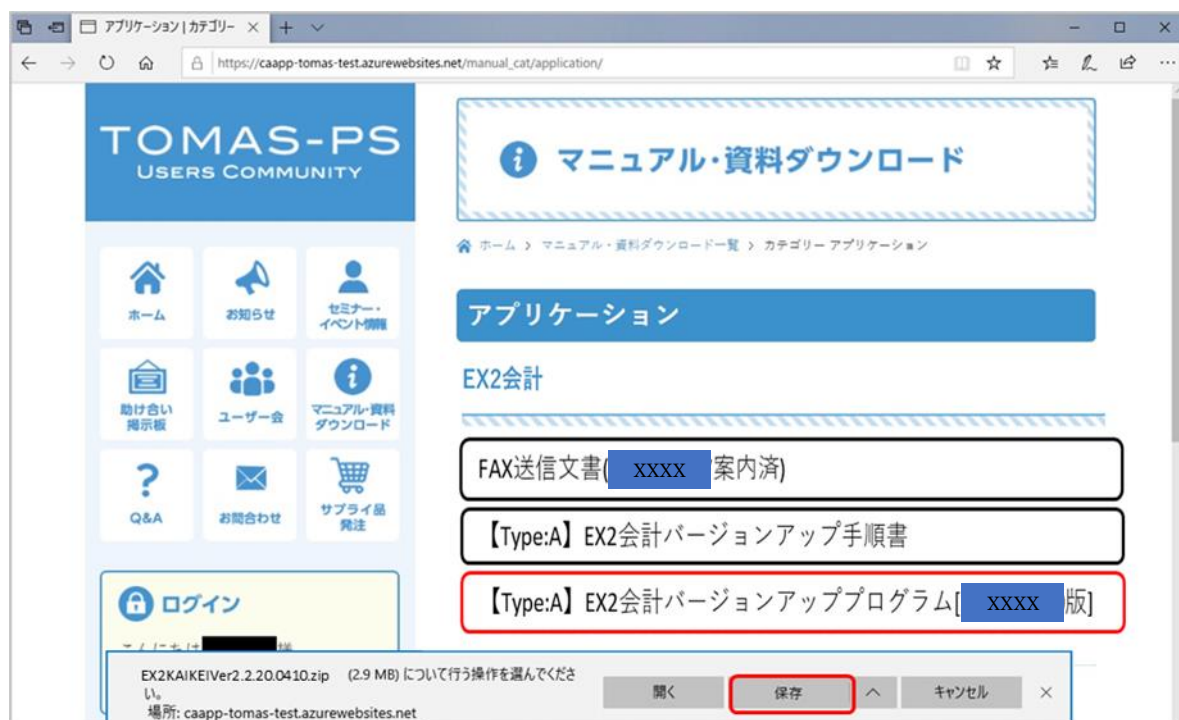 アプリケーション | カテゴリー
https://caapp-tomas-test.azurewebsites.net/manual_cat/application/
TOMAS-PS
USERS COMMUNITY
マニュアル・資料ダウンロード
ホーム > マニュアル・資料ダウンロード一覧 > カテゴリー アプリケーション
ホーム
お知らせ
セミナー・
イベント情報
助け合い
掲示板
ユーザー会
マニュアル・資料
ダウンロード
Q&A
お問合わせ
サプライ品
発注
ログイン
こんにちは 様
アプリケーション
EX2会計
FAX送信文書( XXXX 案内済)
【Type:A】EX2会計バージョンアップ手順書
【Type:A】EX2会計バージョンアッププログラム[ XXXX 版]
EX2KAIKEIVer2.2.20.0410.zip (2.9 MB) について行う操作を選んでくださ
い。
場所: caapp-tomas-test.azurewebsites.net
開く
保存
キャンセル